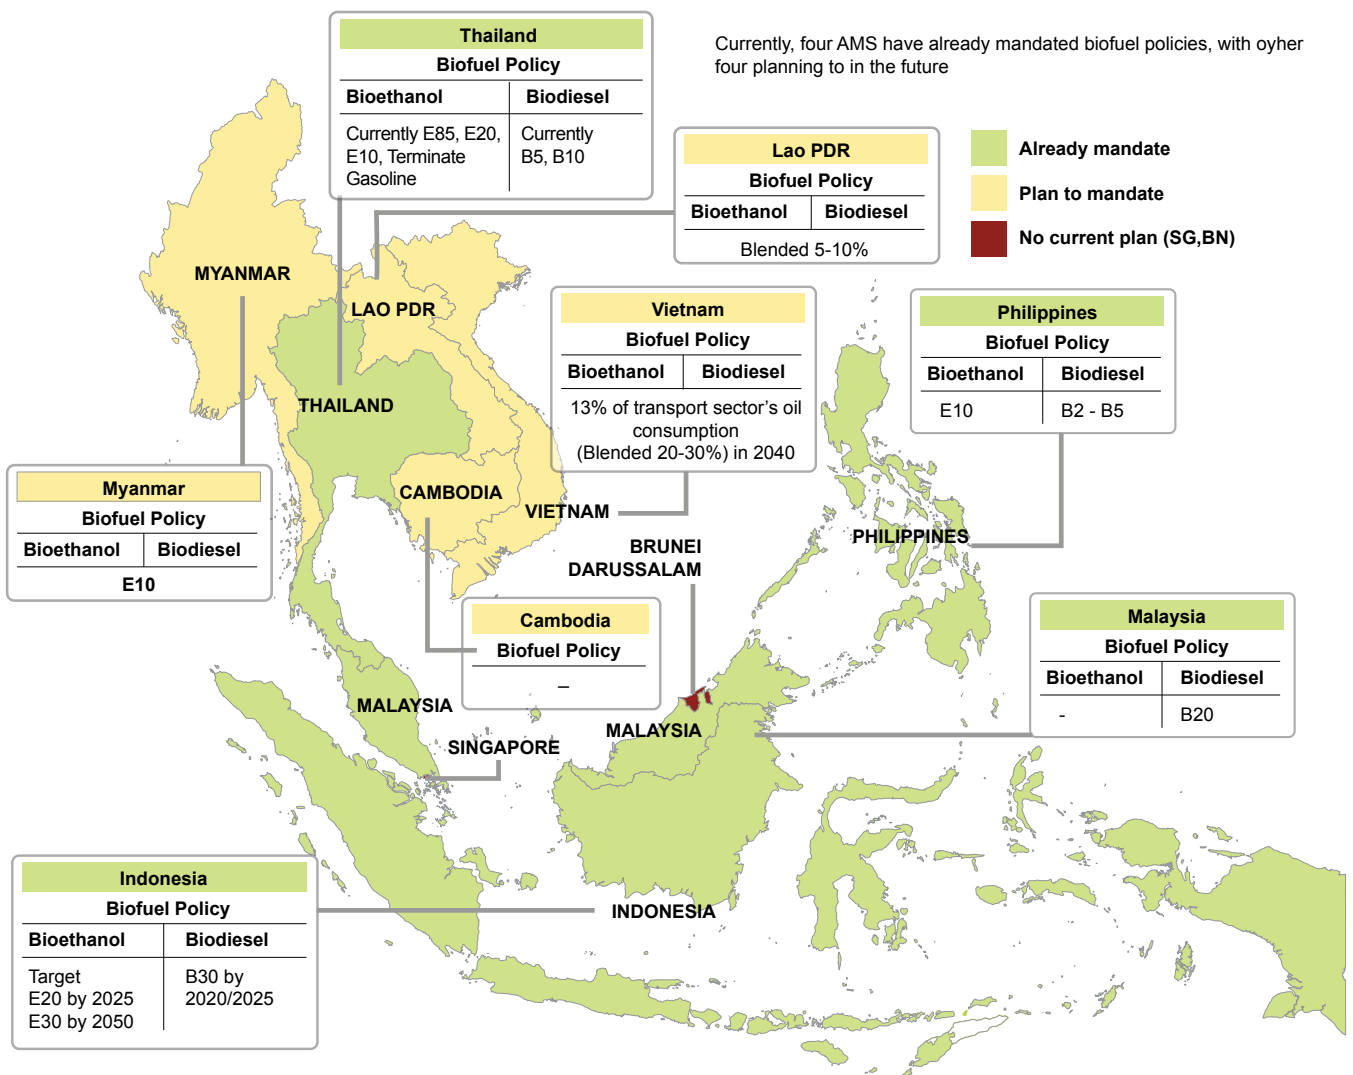 Currently, four AMS have already mandated biofuel policies, with oyher
four planning to in the future
Already mandate
Plan to mandate
No current plan (SG,BN)
Thailand
Biofuel Policy
Bioethanol Biodiesel
Currently E85, E20, Currently
E10, Terminate B5, B10
Gasoline
Lao PDR
Biofuel Policy
Bioethanol Biodiesel
Blended 5-10%
Vietnam
Biofuel Policy
Bioethanol Biodiesel
13% of transport sector's oil
consumption
(Blended 20-30%) in 2040
Philippines
Biofuel Policy
Bioethanol Biodiesel
E10 B2 - B5
Myanmar
Biofuel Policy
Bioethanol Biodiesel
E10
Cambodia
Biofuel Policy
–
Malaysia
Biofuel Policy
Bioethanol Biodiesel
- B20
Indonesia
Biofuel Policy
Bioethanol Biodiesel
Target B30 by
E20 by 2025 2020/2025
E30 by 2050
MYANMAR
LAO PDR
THAILAND
CAMBODIA
VIETNAM
BRUNEI
DARUSSALAM
PHILIPPINES
MALAYSIA
MALAYSIA
SINGAPORE
INDONESIA